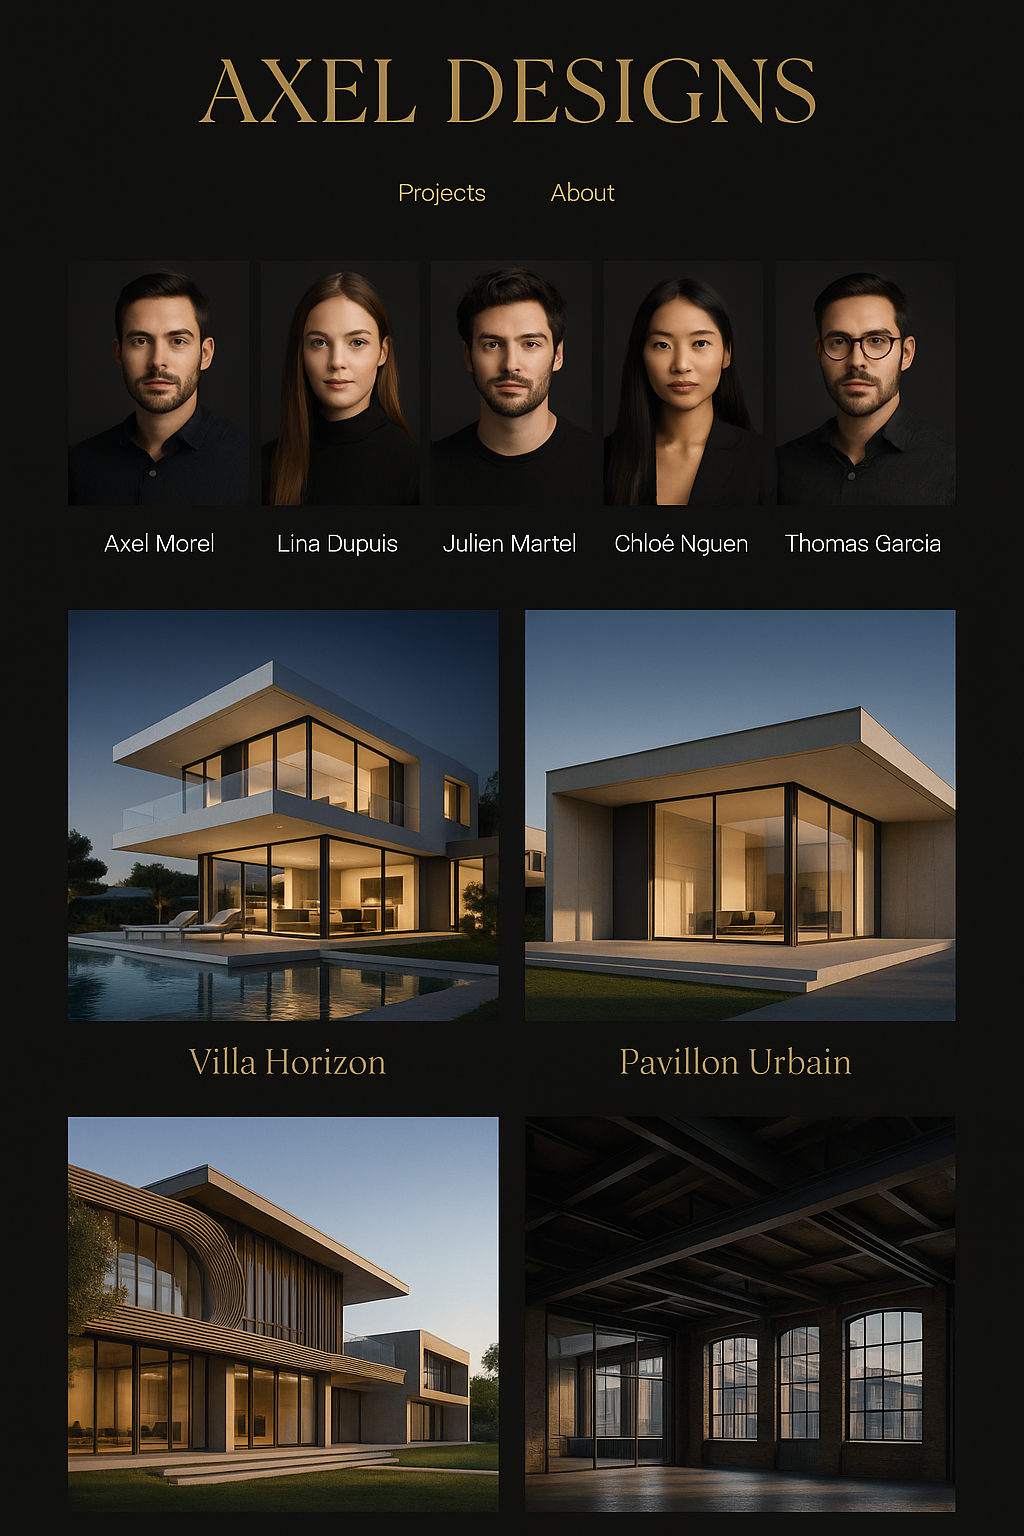 AXEL DESIGNS
Projects About
Axel Morel Lina Dupuis Julien Martel Chloé Nguen Thomas Garcia
Villa Horizon Pavillon Urbain